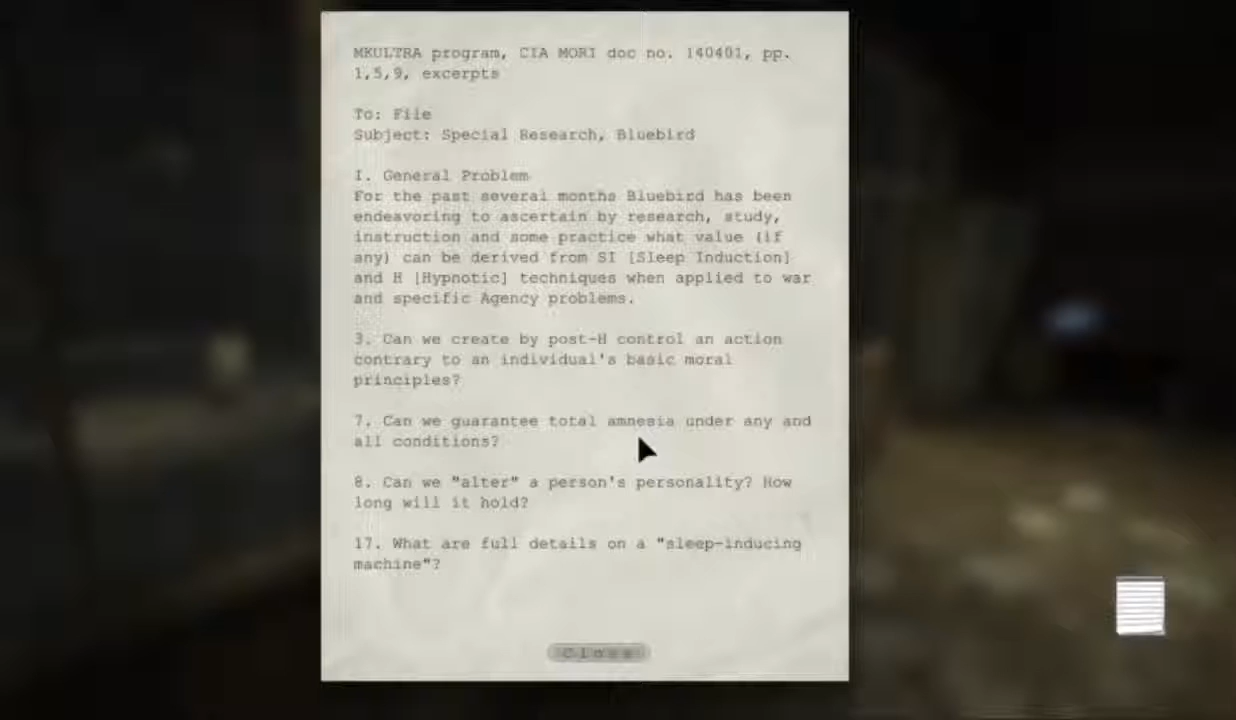 MKULTRA program, CIA MORI doc no. 140401, pp.
1,5,9, excerpts
To: File
Subject: Special Research, Bluebird
I. General Problem
For the past several months Bluebird has been
endeavoring to ascertain by research, study,
instruction and some practice what value (if
any) can be derived from SI [Sleep Induction]
and H [Hypnotic] techniques when applied to war
and specific Agency problems.
3. Can we create by post-H control an action
contrary to an individual's basic moral
principles?
7. Can we guarantee total amnesia under any and
all conditions?
8. Can we "alter" a person's personality? How
long will it hold?
17. What are full details on a "sleep-inducing
machine"?
Close